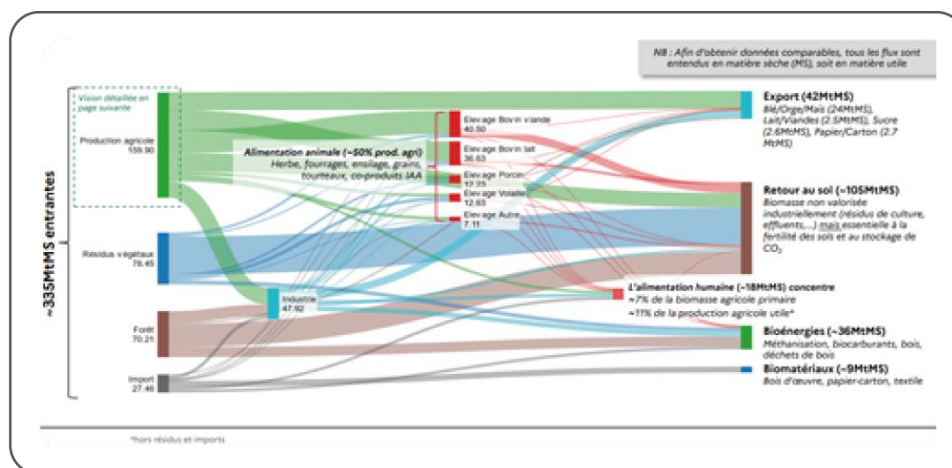 NB : Afin d'obtenir données comparables, tous les flux sont
entendus en matière sèche (MS), soit en matière utile
Vision détaillée en
page suivante
Production agricole
159.90
Résidus végétaux
78.45
Forêt
70.21
Import
27.46
~335MtMS entrantes
Industrie
47.92
Alimentation animale (~50% prod. agri)
Herbe, fourrages, ensilage, grains,
tourteaux, co-produits IAA
Elevage Bovin viande
40.50
Elevage Bovin lait
36.63
Elevage Porcin
Elevage Volailles
12.63
Elevage Autre
7.11
Export (42MtMS)
Blé/Orge/Maïs (24MtMS),
Lait/Viandes (2.5MtMS), Sucre
(2.6MtMS), Papier/Carton (2.7
MtMS)
Retour au sol (~105MtMS)
Biomasse non valorisée
industriellement (résidus de culture,
effluents,...) mais essentielle à la
fertilité des sols et au stockage de
CO₂
L'alimentation humaine (~18MtMS) concentre
~7% de la biomasse agricole primaire
~11% de la production agricole utile*
Bioénergies (~36MtMS)
Méthanisation, biocarburants, bois,
déchets de bois
Biomatériaux (~9MtMS)
Bois d'œuvre, papier-carton, textile
*hors résidus et imports